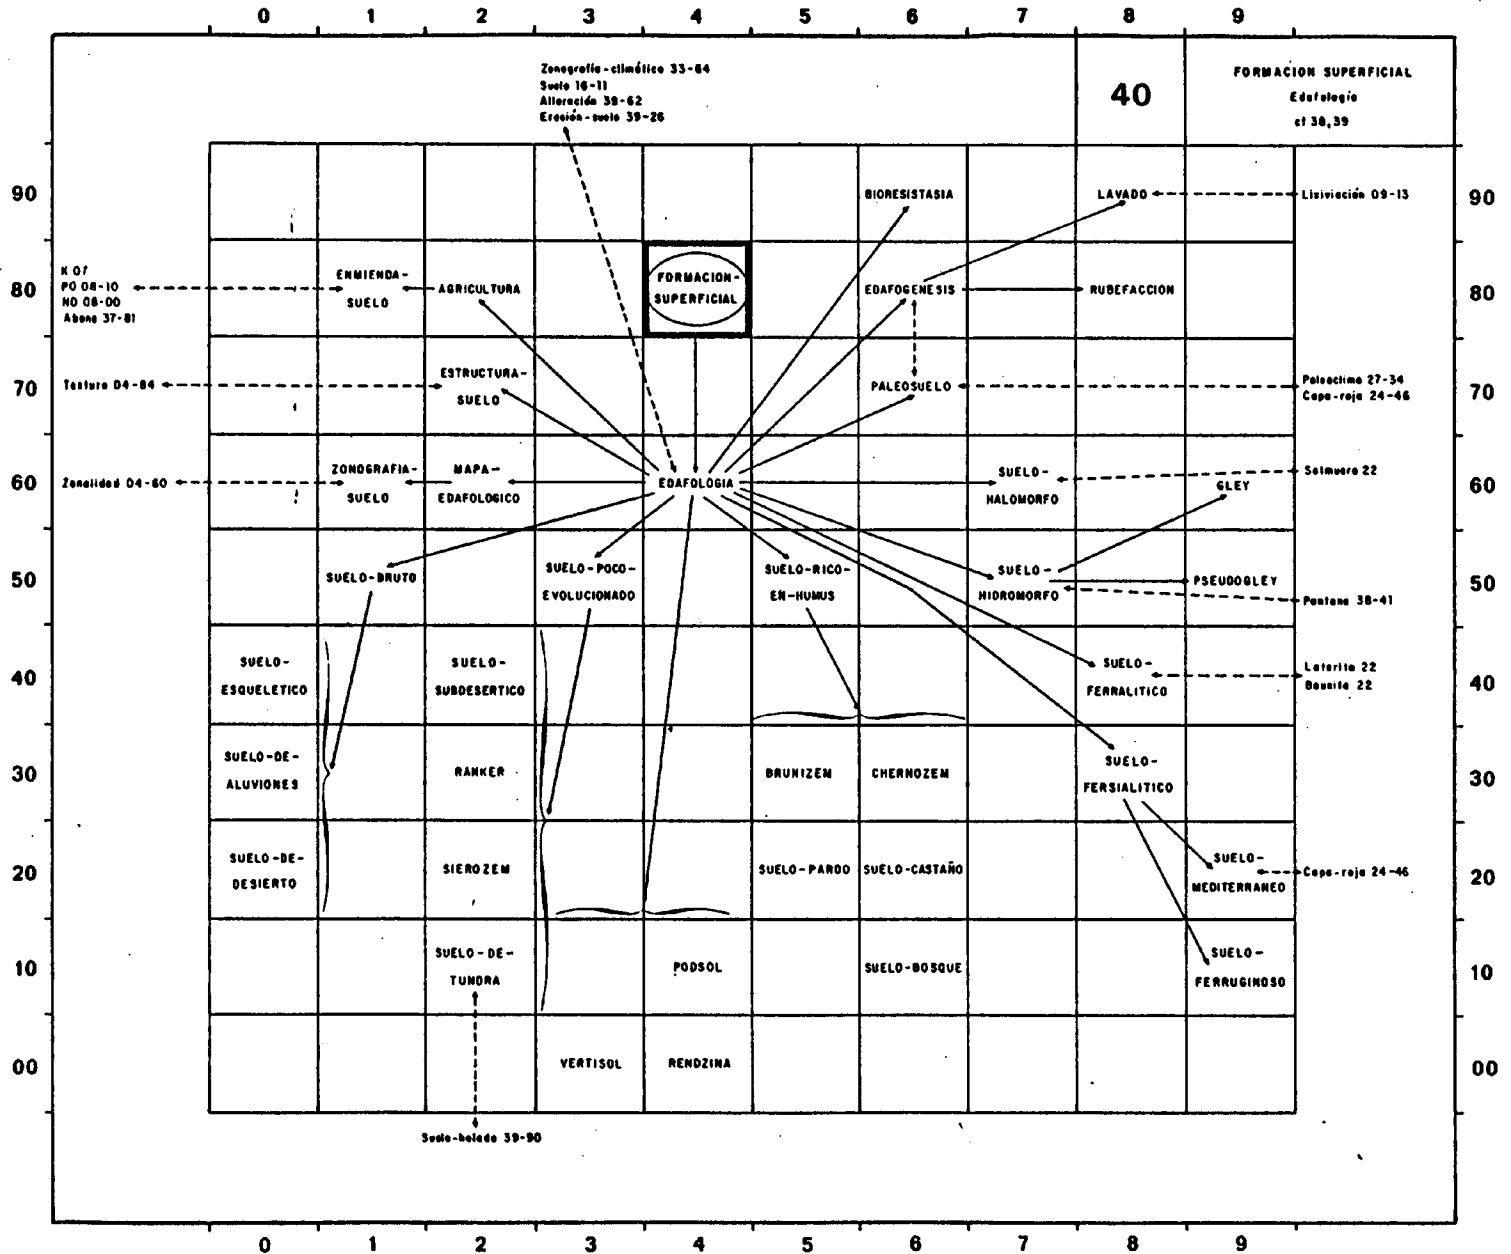 0 1 2 3 4 5 6 7 8 9
Zonografía-climática 33-64
Suelo 16-11
Alteración 39-62
Erosión-suelo 39-26
40
FORMACION SUPERFICIAL
Edafología
cf 38,39
90
BIORESISTASIA
LAVADO
Lixiviación 09-13
90
K 07
PO 08-10
NO 08-00
Abono 37-81
80
ENMIENDA-
SUELO
AGRICULTURA
FORMACION-
SUPERFICIAL
EDAFOGENESIS
RUBEFACCION
80
70
Textura 04-84
ESTRUCTURA-
SUELO
PALEOSUELO
Paleoclima 27-34
Capa-roja 24-46
70
60
Zonalidad 04-60
ZONOGRAFIA-
SUELO
MAPA-
EDAFOLOGICO
EDAFOLOGIA
SUELO-
HALOMORFO
GLEY
Salmuera 22
60
50
SUELO-BRUTO
SUELO-POCO-
EVOLUCIONADO
SUELO-RICO-
EN-HUMUS
SUELO-
HIDROMORFO
PSEUDOGLEY
Pantano 38-41
50
40
SUELO-
ESQUELETICO
SUELO-
SUBDESERTICO
SUELO-
FERRALITICO
Laterita 22
Bauxita 22
40
30
SUELO-DE-
ALUVIONES
RANKER
BRUNIZEM
CHERNOZEM
SUELO-
FERSIALITICO
30
20
SUELO-DE-
DESIERTO
SIEROZEM
SUELO-PARDO
SUELO-CASTAÑO
SUELO-
MEDITERRANEO
Capa-roja 24-46
20
10
SUELO-DE-
TUNDRA
PODSOL
SUELO-BOSQUE
SUELO-
FERRUGINOSO
10
00
VERTISOL
RENDZINA
00
Suelo-helado 39-90
0 1 2 3 4 5 6 7 8 9